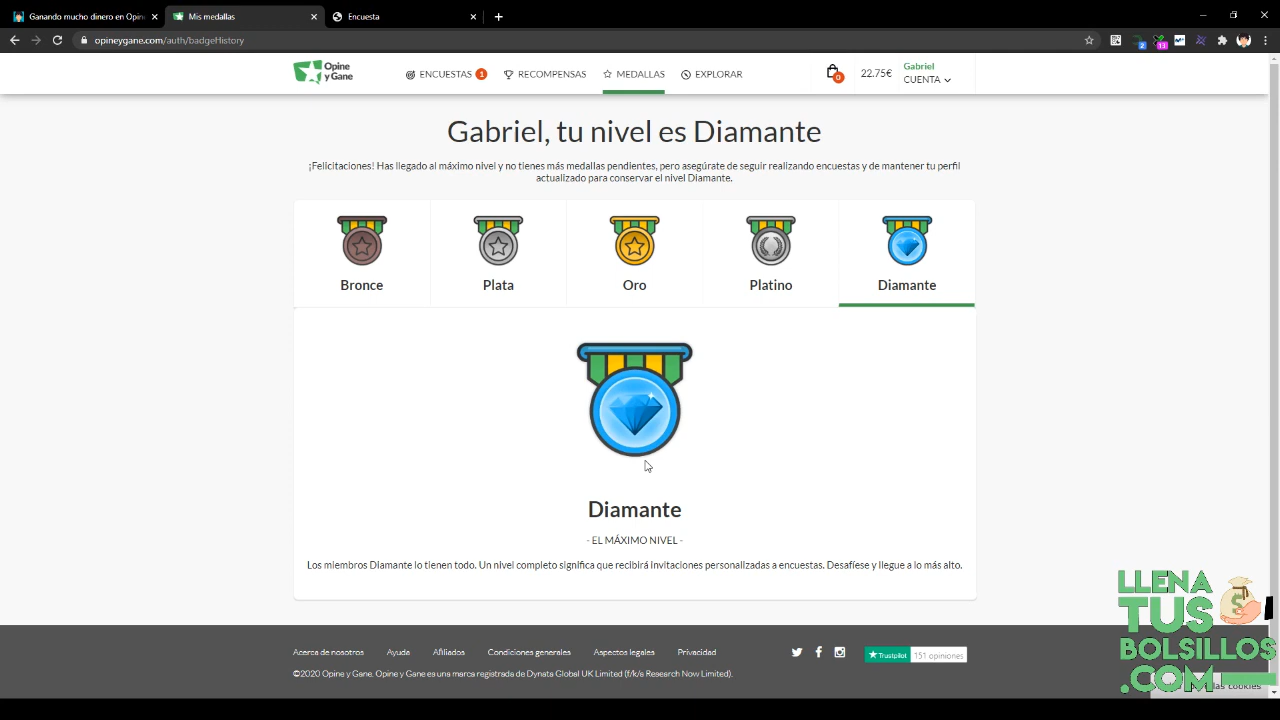 Ganando mucho dinero en Opin
Mis medallas
Encuesta
opineygane.com/auth/badgeHistory
2
13
Opine
y Gane
ENCUESTAS 1
RECOMPENSAS
MEDALLAS
EXPLORAR
0
22.75€
Gabriel
CUENTA
Gabriel, tu nivel es Diamante
¡Felicitaciones! Has llegado al máximo nivel y no tienes más medallas pendientes, pero asegúrate de seguir realizando encuestas y de mantener tu perfil
actualizado para conservar el nivel Diamante.
Bronce
Plata
Oro
Platino
Diamante
Diamante
- EL MÁXIMO NIVEL -
Los miembros Diamante lo tienen todo. Un nivel completo significa que recibirá invitaciones personalizadas a encuestas. Desafíese y llegue a lo más alto.
Acerca de nosotros
Ayuda
Afiliados
Condiciones generales
Aspectos legales
Privacidad
Trustpilot 151 opiniones
©2020 Opine y Gane. Opine y Gane es una marca registrada de Dynata Global UK Limited (f/k/a Research Now Limited).
LLENA
TUS
BOLSILLOS
.COM
cookies